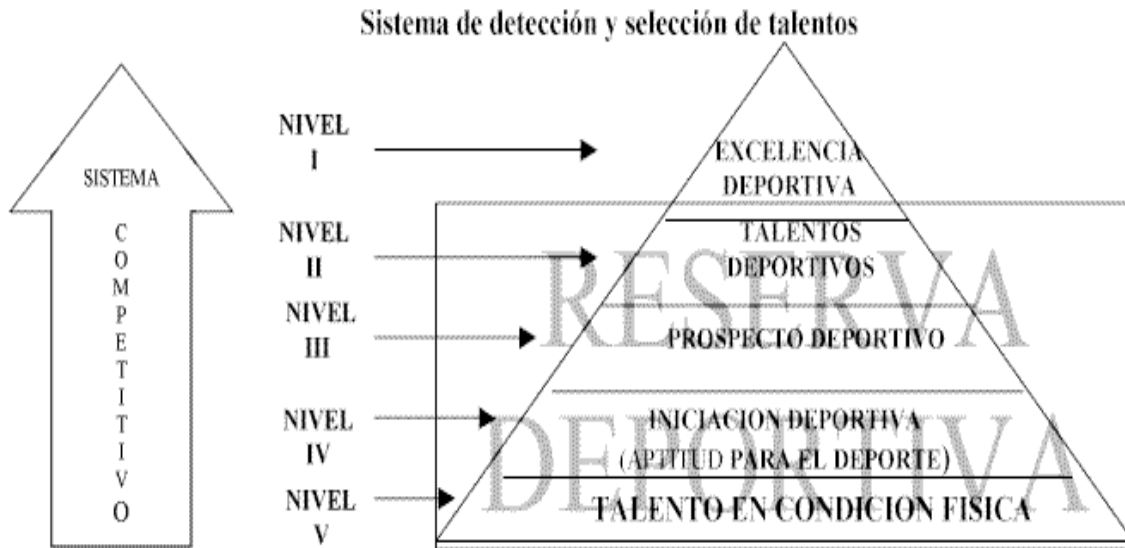 Sistema de detección y selección de talentos
SISTEMA
COMPETITIVO
NIVEL
I
EXCELENCIA
DEPORTIVA
NIVEL
II
TALENTOS
DEPORTIVOS
NIVEL
III
PROSPECTO DEPORTIVO
NIVEL
IV
INICIACION DEPORTIVA
(APTITUD PARA EL DEPORTE)
NIVEL
V
TALENTO EN CONDICION FISICA
RESERVA
DEPORTIVA